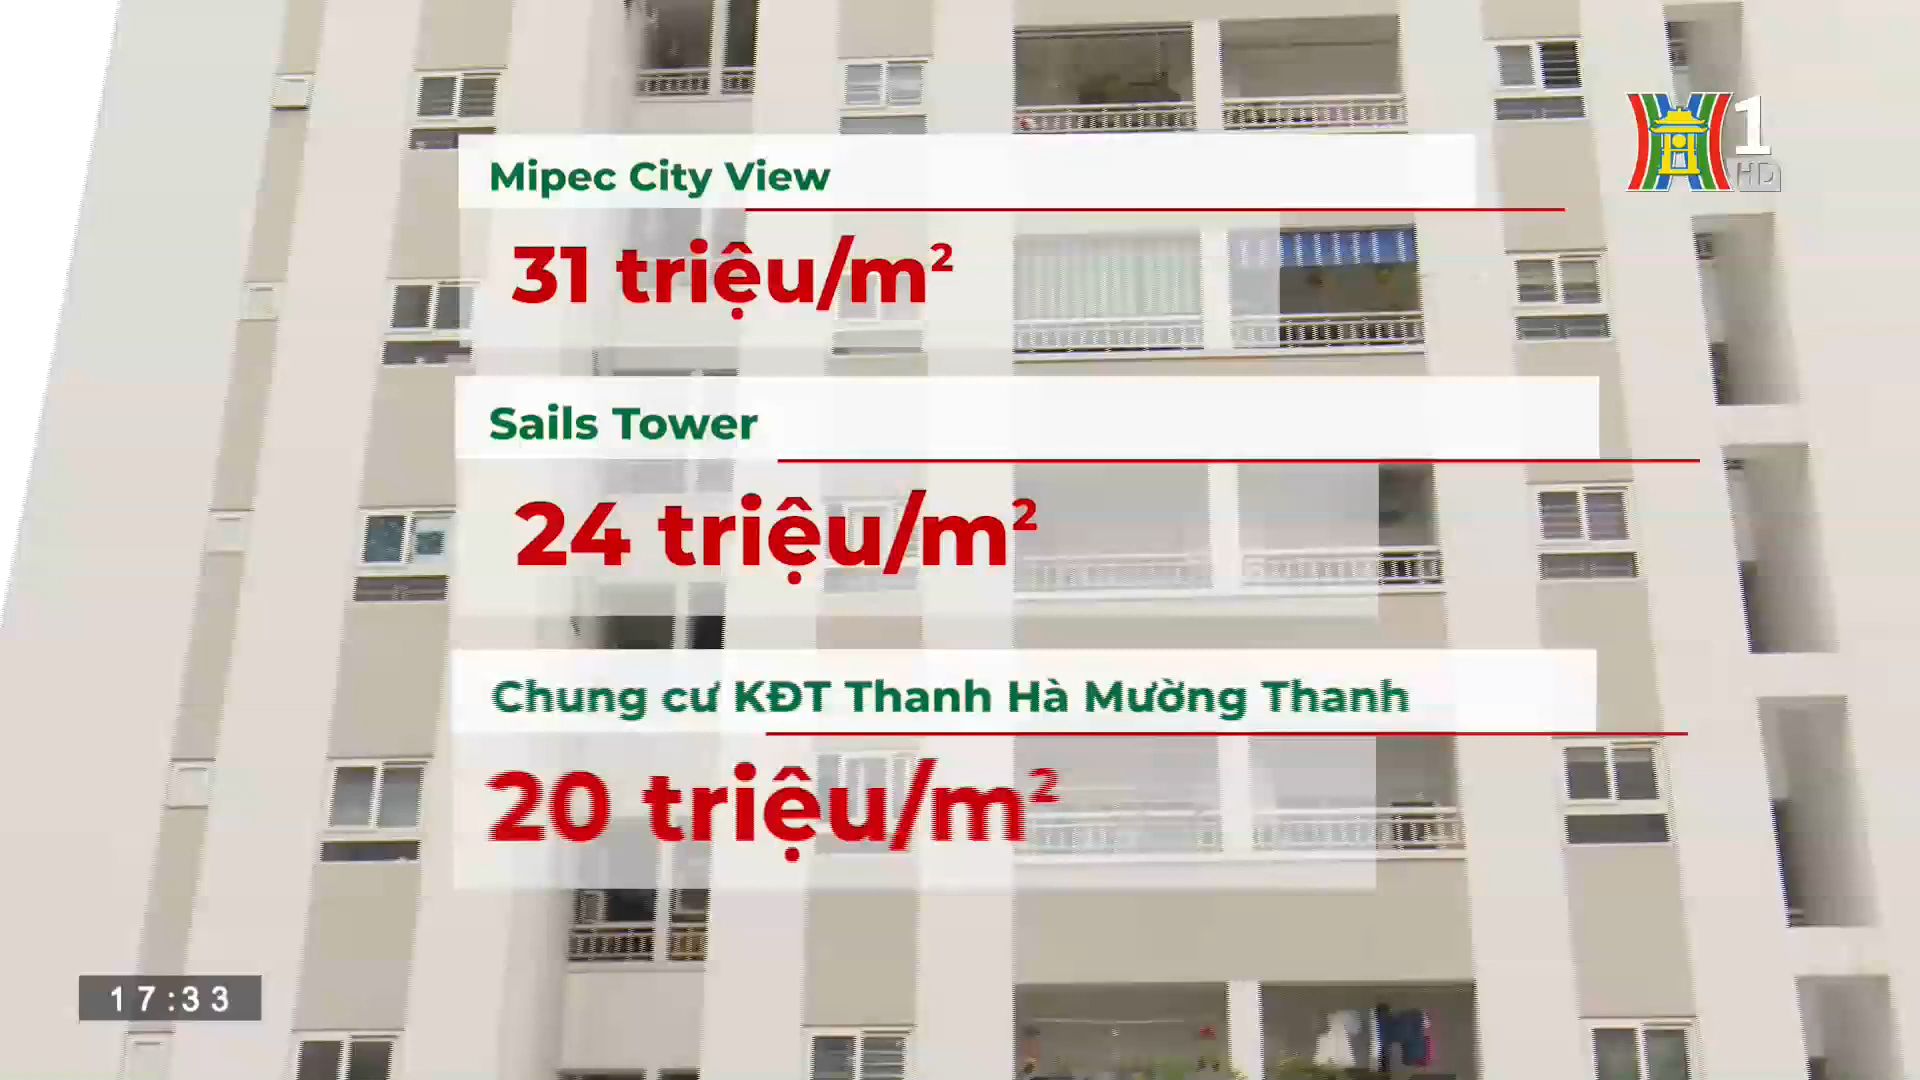 1
HD
Mipec City View
31 triệu/m²
Sails Tower
24 triệu/m²
Chung cư KĐT Thanh Hà Mường Thanh
20 triệu/m²
17:33